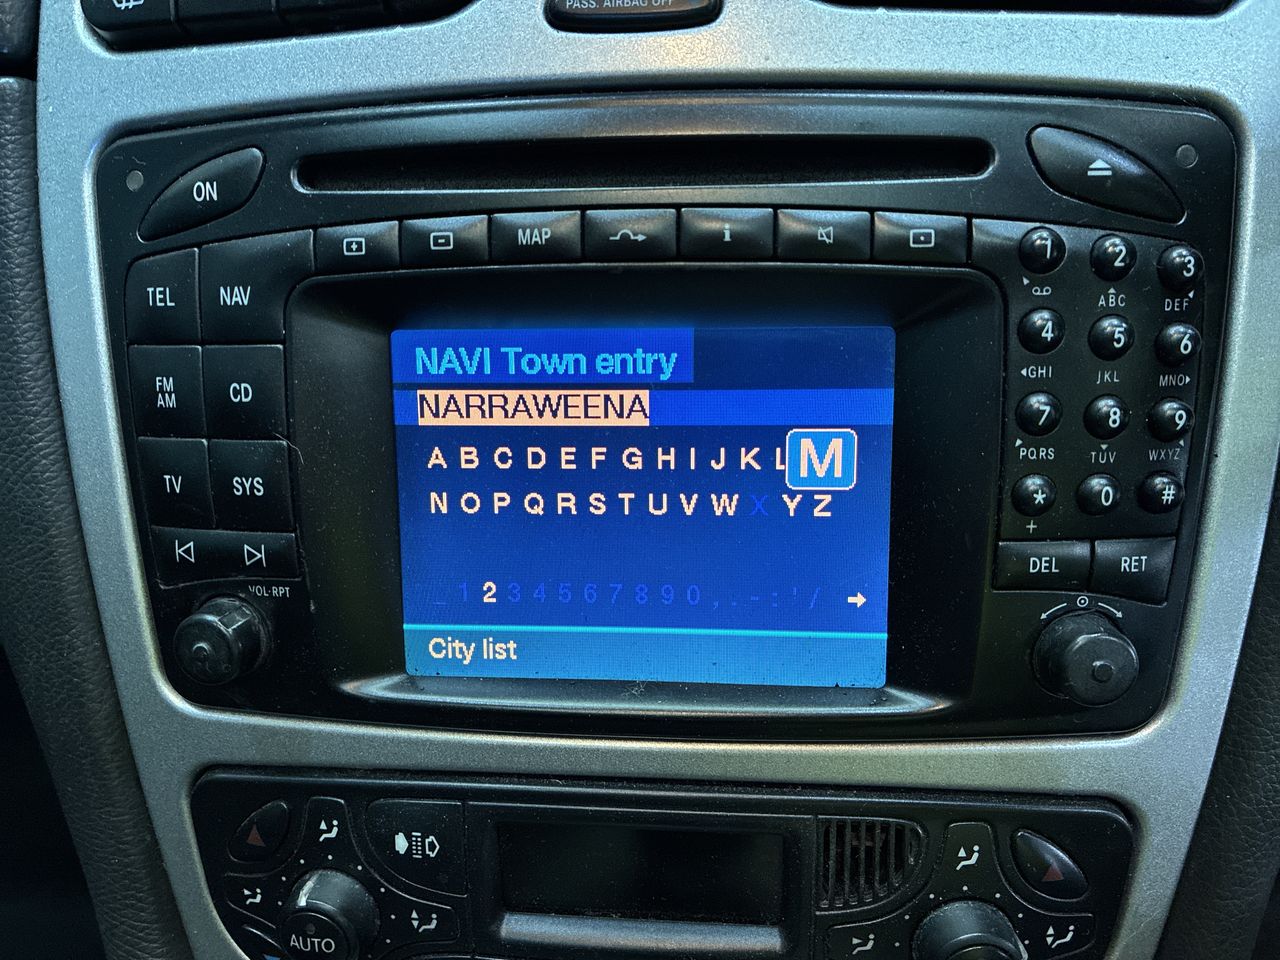 PASS. AIRBAG OFF
ON
MAP
i
TEL NAV
FM AM
CD
TV SYS
VOL·RPT
NAVI Town entry
NARRAWEENA
A B C D E F G H I J K L M
N O P Q R S T U V W X Y Z
_ 1 2 3 4 5 6 7 8 9 0 , . - : ' /
City list
1 2 3
ABC DEF
4 5 6
GHI JKL MNO
7 8 9
PQRS TUV WXYZ
* 0 #
+
DEL RET
AUTO